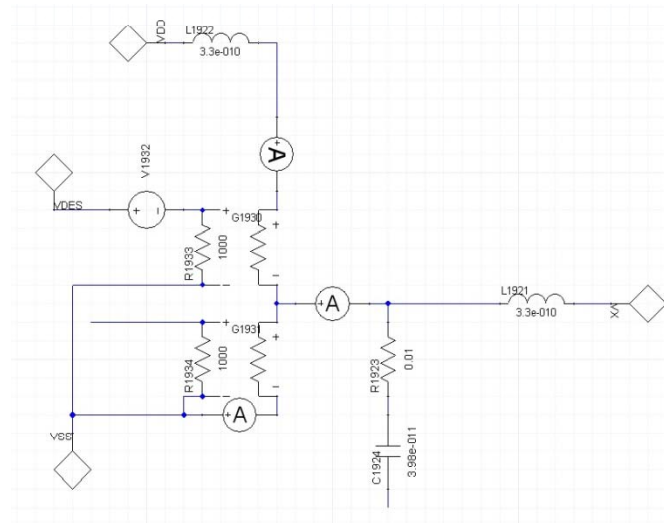 VDD
L1922
3.3e-010
A
V1932
VDES
+ -
+
G1930
+
R1933
1000
-
-
+A
L1921
3.3e-010
VX
+
G1931
+
R1934
1000
R1923
0.01
-
-
+A
VSS
C1924
3.98e-011